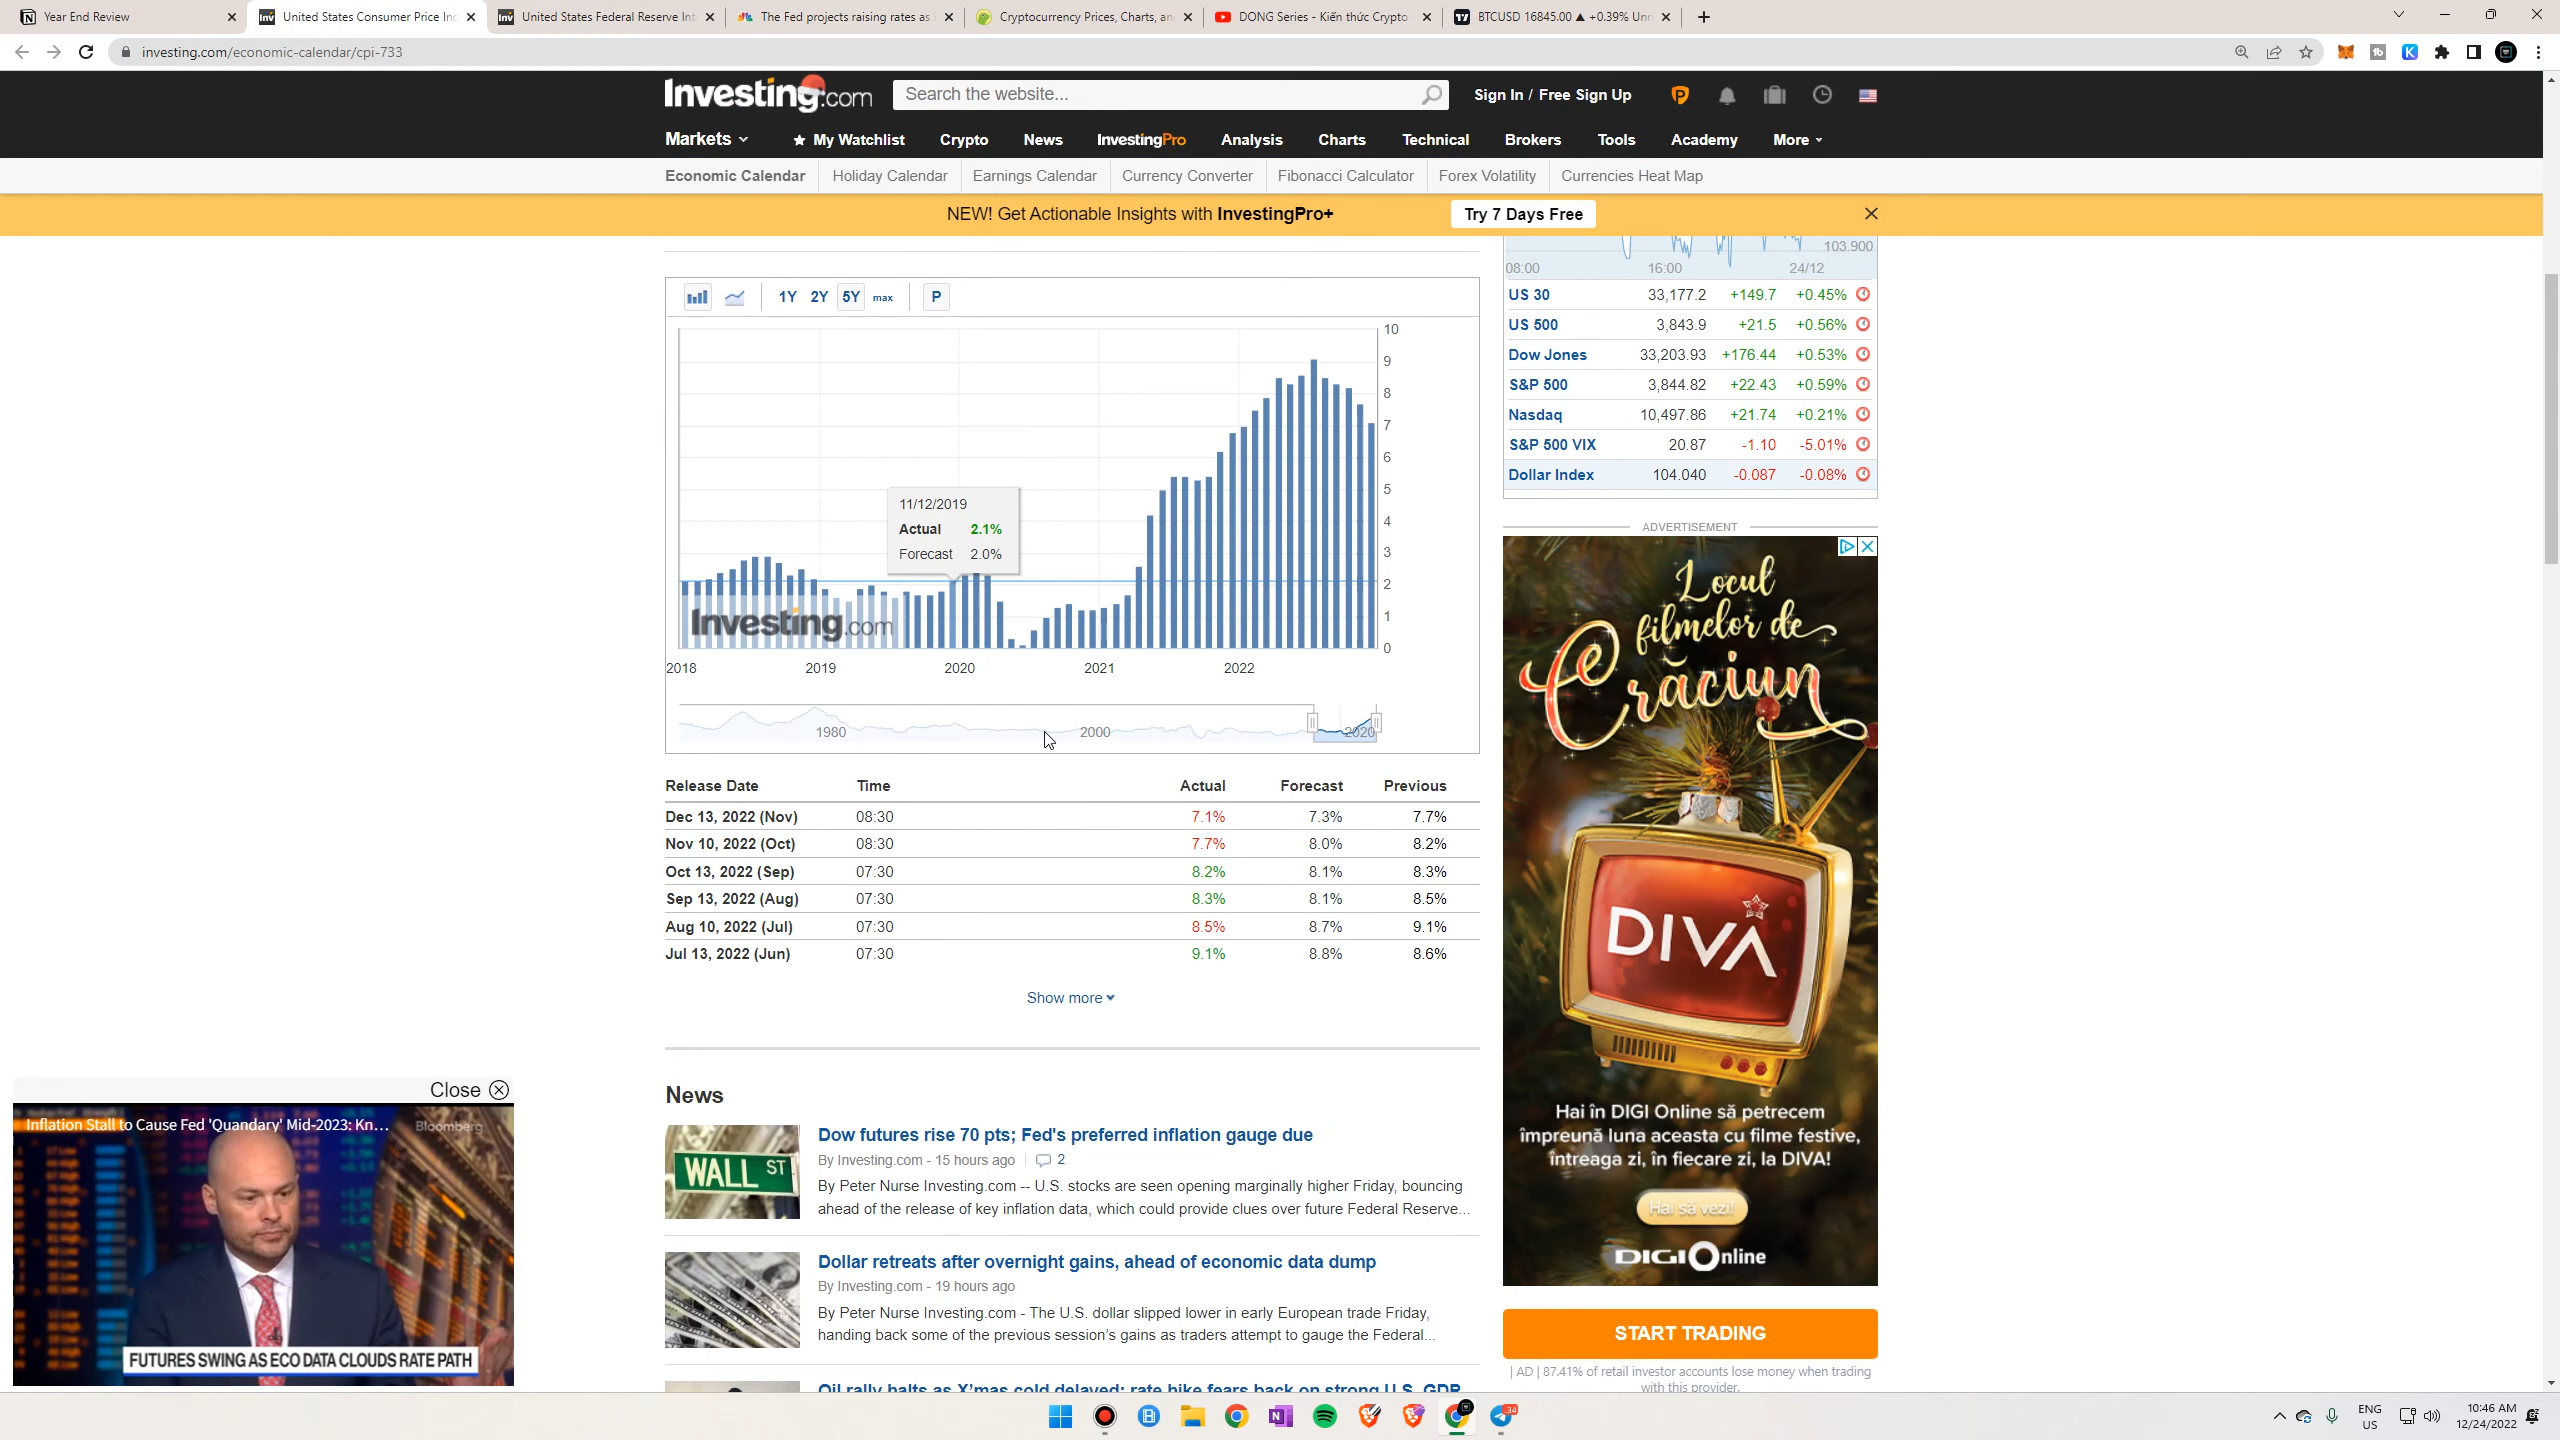 Year End Review
United States Consumer Price Inc
United States Federal Reserve Int
The Fed projects raising rates as
Cryptocurrency Prices, Charts, an
DONG Series - Kiến thức Crypto
BTCUSD 16845.00 ▲ +0.39% Unn
investing.com/economic-calendar/cpi-733
Investing.com
Search the website...
Sign In / Free Sign Up
Markets
My Watchlist
Crypto
News
InvestingPro
Analysis
Charts
Technical
Brokers
Tools
Academy
More
Economic Calendar
Holiday Calendar
Earnings Calendar
Currency Converter
Fibonacci Calculator
Forex Volatility
Currencies Heat Map
NEW! Get Actionable Insights with InvestingPro+
Try 7 Days Free
1Y 2Y 5Y max P
10
9
8
7
6
5
4
3
2
1
0
11/12/2019
Actual 2.1%
Forecast 2.0%
Investing.com
2018 2019 2020 2021 2022
1980 2000 2020
Release Date Time Actual Forecast Previous
Dec 13, 2022 (Nov) 08:30 7.1% 7.3% 7.7%
Nov 10, 2022 (Oct) 08:30 7.7% 8.0% 8.2%
Oct 13, 2022 (Sep) 07:30 8.2% 8.1% 8.3%
Sep 13, 2022 (Aug) 07:30 8.3% 8.1% 8.5%
Aug 10, 2022 (Jul) 07:30 8.5% 8.7% 9.1%
Jul 13, 2022 (Jun) 07:30 9.1% 8.8% 8.6%
Show more
News
WALL ST
Dow futures rise 70 pts; Fed's preferred inflation gauge due
By Investing.com - 15 hours ago 2
By Peter Nurse Investing.com -- U.S. stocks are seen opening marginally higher Friday, bouncing
ahead of the release of key inflation data, which could provide clues over future Federal Reserve...
Dollar retreats after overnight gains, ahead of economic data dump
By Investing.com - 19 hours ago
By Peter Nurse Investing.com - The U.S. dollar slipped lower in early European trade Friday,
handing back some of the previous session's gains as traders attempt to gauge the Federal...
Oil rally halts as X'mas cold delayed; rate hike fears back on strong U.S. GDP
103.900
08:00 16:00 24/12
US 30 33,177.2 +149.7 +0.45%
US 500 3,843.9 +21.5 +0.56%
Dow Jones 33,203.93 +176.44 +0.53%
S&P 500 3,844.82 +22.43 +0.59%
Nasdaq 10,497.86 +21.74 +0.21%
S&P 500 VIX 20.87 -1.10 -5.01%
Dollar Index 104.040 -0.087 -0.08%
ADVERTISEMENT
Locul
filmelor de
Craciun
DIVA
Hai în DIGI Online să petrecem
împreună luna aceasta cu filme festive,
întreaga zi, în fiecare zi, la DIVA!
Hai să vezi!
DIGI Online
START TRADING
| AD | 87.41% of retail investor accounts lose money when trading
with this provider.
Close
Inflation Stall to Cause Fed 'Quandary' Mid-2023: Kn...
Bloomberg
FUTURES SWING AS ECO DATA CLOUDS RATE PATH
34
ENG
US
10:46 AM
12/24/2022